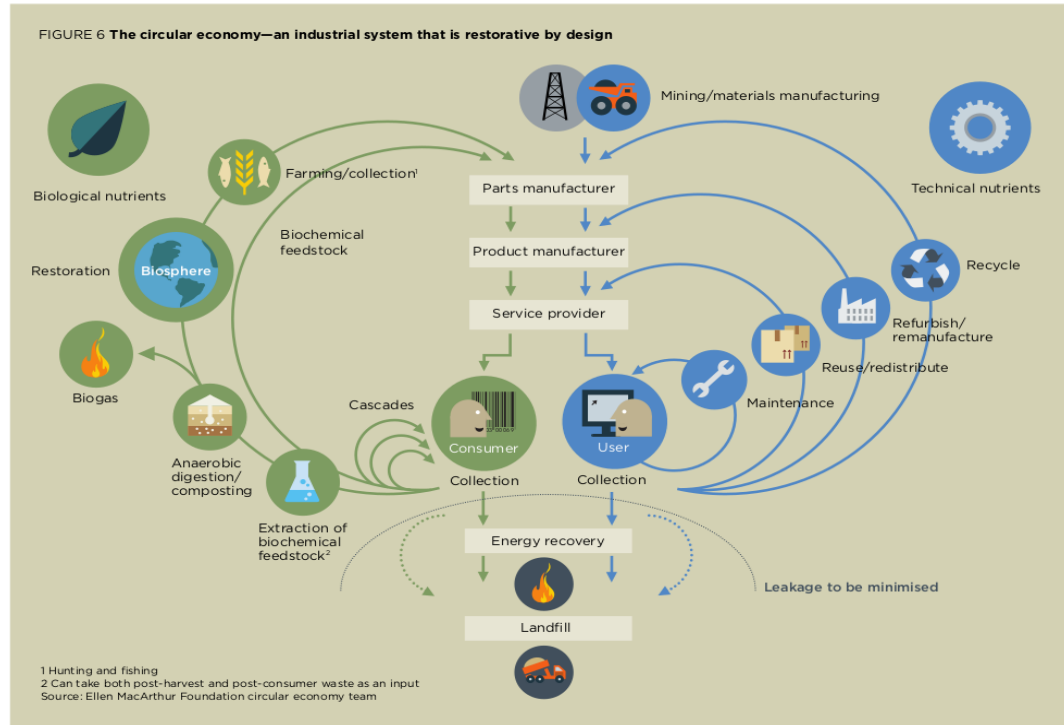 FIGURE 6 The circular economy—an industrial system that is restorative by design
Mining/materials manufacturing
Biological nutrients
Technical nutrients
Farming/collection¹
Parts manufacturer
Biochemical
feedstock
Product manufacturer
Restoration
Biosphere
Recycle
Service provider
Refurbish/
remanufacture
Reuse/redistribute
Biogas
Maintenance
Cascades
Consumer
User
Anaerobic
digestion/
composting
Collection
Collection
Extraction of
biochemical
feedstock²
Energy recovery
Leakage to be minimised
Landfill
1 Hunting and fishing
2 Can take both post-harvest and post-consumer waste as an input
Source: Ellen MacArthur Foundation circular economy team